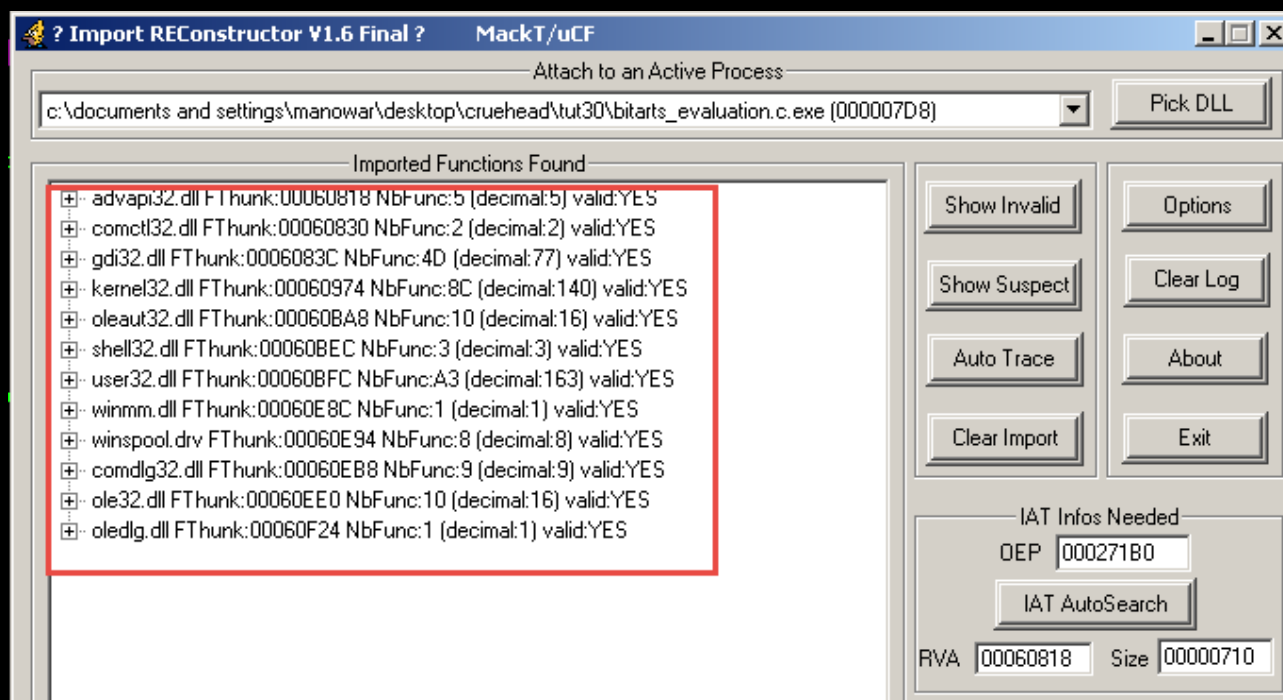 ? Import REConstructor V1.6 Final ? MackT/uCF
Attach to an Active Process
c:\documents and settings\manowar\desktop\cruehead\tut30\bitarts_evaluation.c.exe (000007D8)
Pick DLL
Imported Functions Found
advapi32.dll FThunk:00060818 NbFunc:5 (decimal:5) valid:YES
comctl32.dll FThunk:00060830 NbFunc:2 (decimal:2) valid:YES
gdi32.dll FThunk:0006083C NbFunc:4D (decimal:77) valid:YES
kernel32.dll FThunk:00060974 NbFunc:8C (decimal:140) valid:YES
oleaut32.dll FThunk:00060BA8 NbFunc:10 (decimal:16) valid:YES
shell32.dll FThunk:00060BEC NbFunc:3 (decimal:3) valid:YES
user32.dll FThunk:00060BFC NbFunc:A3 (decimal:163) valid:YES
winmm.dll FThunk:00060E8C NbFunc:1 (decimal:1) valid:YES
winspool.drv FThunk:00060E94 NbFunc:8 (decimal:8) valid:YES
comdlg32.dll FThunk:00060EB8 NbFunc:9 (decimal:9) valid:YES
ole32.dll FThunk:00060EE0 NbFunc:10 (decimal:16) valid:YES
oledlg.dll FThunk:00060F24 NbFunc:1 (decimal:1) valid:YES
Show Invalid
Options
Show Suspect
Clear Log
Auto Trace
About
Clear Import
Exit
IAT Infos Needed
OEP 000271B0
IAT AutoSearch
RVA 00060818 Size 00000710